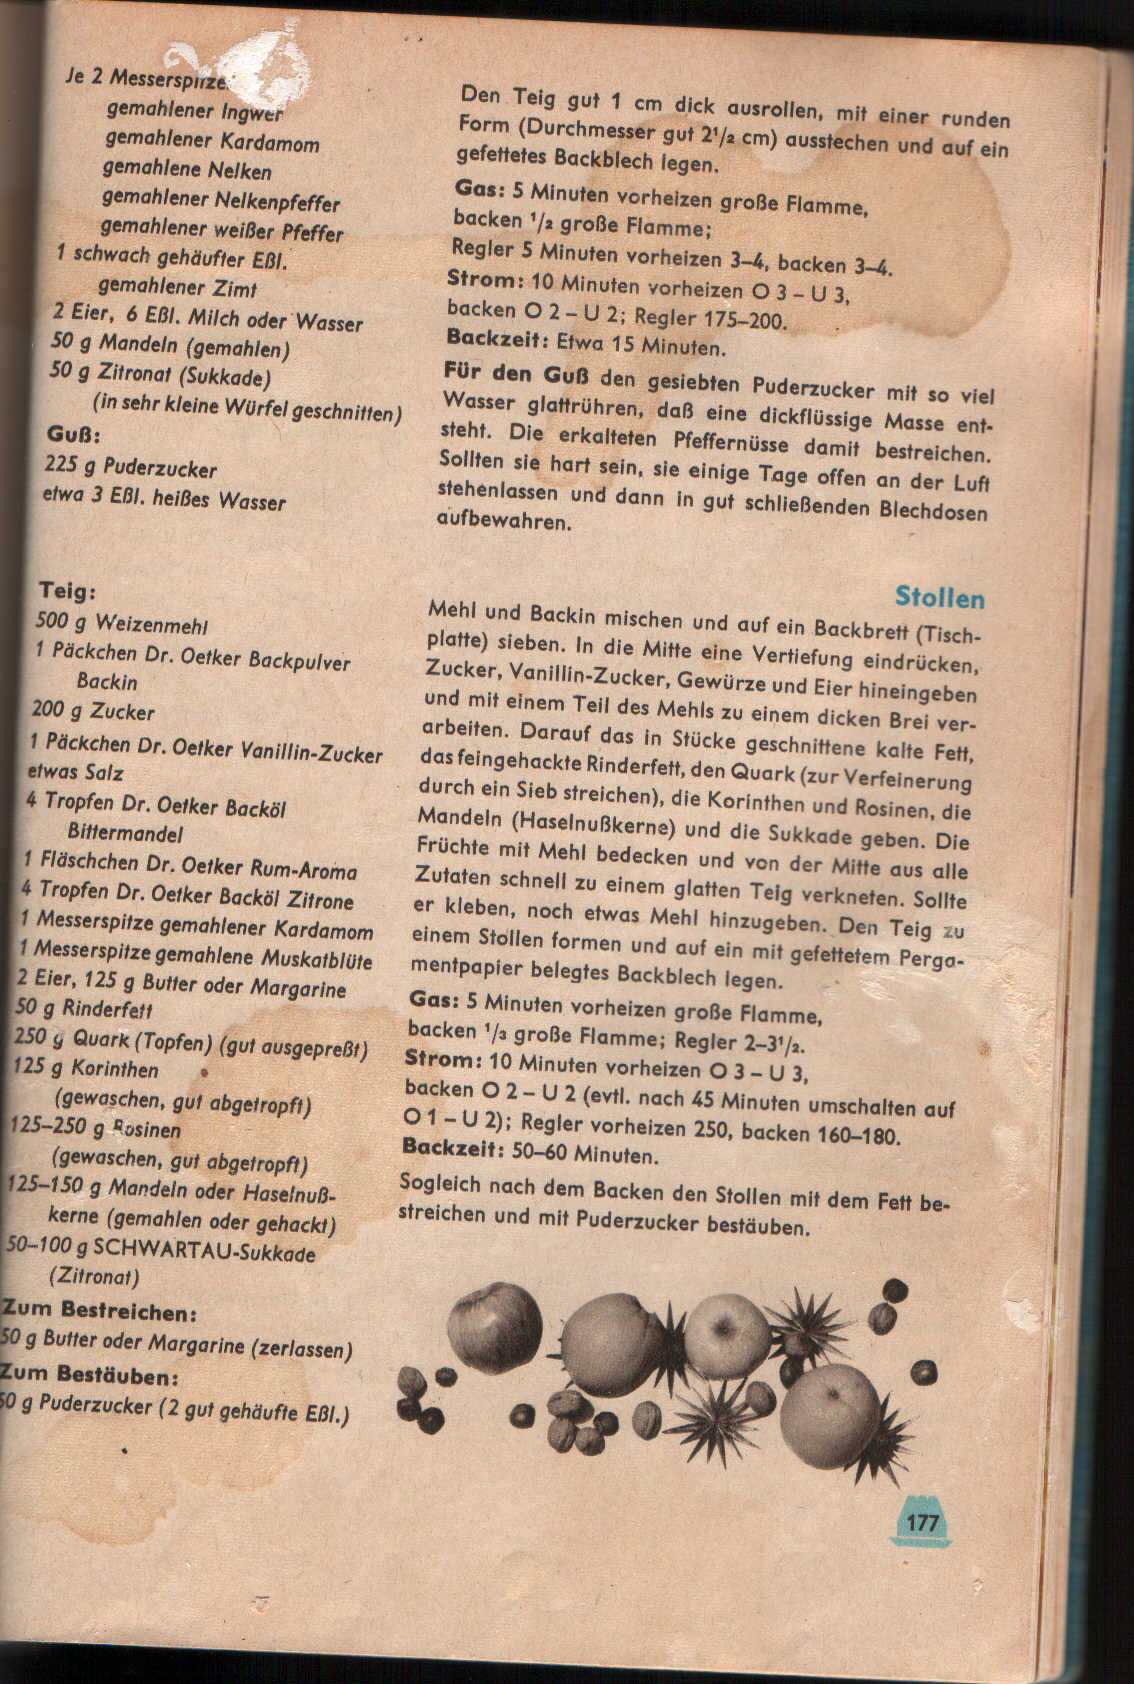 Je 2 Messerspitze
gemahlener Ingwer
gemahlener Kardamom
gemahlene Nelken
gemahlener Nelkenpfeffer
gemahlener weißer Pfeffer
1 schwach gehäufter Eßl.
gemahlener Zimt
2 Eier, 6 Eßl. Milch oder Wasser
50 g Mandeln (gemahlen)
50 g Zitronat (Sukkade)
(in sehr kleine Würfel geschnitten)
Guß:
225 g Puderzucker
etwa 3 Eßl. heißes Wasser
Den Teig gut 1 cm dick ausrollen, mit einer runden
Form (Durchmesser gut 2¹/₂ cm) ausstechen und auf ein
gefettetes Backblech legen.
Gas: 5 Minuten vorheizen große Flamme,
backen ¹/₂ große Flamme;
Regler 5 Minuten vorheizen 3–4, backen 3–4.
Strom: 10 Minuten vorheizen O 3 – U 3,
backen O 2 – U 2; Regler 175–200.
Backzeit: Etwa 15 Minuten.
Für den Guß den gesiebten Puderzucker mit so viel
Wasser glattrühren, daß eine dickflüssige Masse ent-
steht. Die erkalteten Pfeffernüsse damit bestreichen.
Sollten sie hart sein, sie einige Tage offen an der Luft
stehenlassen und dann in gut schließenden Blechdosen
aufbewahren.
Stollen
Teig:
500 g Weizenmehl
1 Päckchen Dr. Oetker Backpulver
Backin
200 g Zucker
1 Päckchen Dr. Oetker Vanillin-Zucker
etwas Salz
4 Tropfen Dr. Oetker Backöl
Bittermandel
1 Fläschchen Dr. Oetker Rum-Aroma
4 Tropfen Dr. Oetker Backöl Zitrone
1 Messerspitze gemahlener Kardamom
1 Messerspitze gemahlene Muskatblüte
2 Eier, 125 g Butter oder Margarine
50 g Rinderfett
250 g Quark (Topfen) (gut ausgepreßt)
125 g Korinthen
(gewaschen, gut abgetropft)
125–250 g Rosinen
(gewaschen, gut abgetropft)
125–150 g Mandeln oder Haselnuß-
kerne (gemahlen oder gehackt)
50–100 g SCHWARTAU-Sukkade
(Zitronat)
Zum Bestreichen:
50 g Butter oder Margarine (zerlassen)
Zum Bestäuben:
50 g Puderzucker (2 gut gehäufte Eßl.)
Mehl und Backin mischen und auf ein Backbrett (Tisch-
platte) sieben. In die Mitte eine Vertiefung eindrücken,
Zucker, Vanillin-Zucker, Gewürze und Eier hineingeben
und mit einem Teil des Mehls zu einem dicken Brei ver-
arbeiten. Darauf das in Stücke geschnittene kalte Fett,
das feingehackte Rinderfett, den Quark (zur Verfeinerung
durch ein Sieb streichen), die Korinthen und Rosinen, die
Mandeln (Haselnußkerne) und die Sukkade geben. Die
Früchte mit Mehl bedecken und von der Mitte aus alle
Zutaten schnell zu einem glatten Teig verkneten. Sollte
er kleben, noch etwas Mehl hinzugeben. Den Teig zu
einem Stollen formen und auf ein mit gefettetem Perga-
mentpapier belegtes Backblech legen.
Gas: 5 Minuten vorheizen große Flamme,
backen ¹/₃ große Flamme; Regler 2–3¹/₂.
Strom: 10 Minuten vorheizen O 3 – U 3,
backen O 2 – U 2 (evtl. nach 45 Minuten umschalten auf
O 1 – U 2); Regler vorheizen 250, backen 160–180.
Backzeit: 50–60 Minuten.
Sogleich nach dem Backen den Stollen mit dem Fett be-
streichen und mit Puderzucker bestäuben.
177